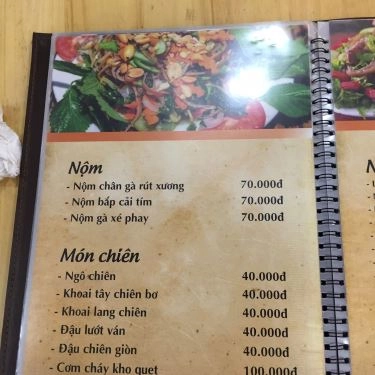 Nộm
- Nộm chân gà rút xương 70.000đ
- Nộm bắp cải tím 70.000đ
- Nộm gà xé phay 70.000đ
Món chiên
- Ngô chiên 40.000đ
- Khoai tây chiên bơ 40.000đ
- Khoai lang chiên 40.000đ
- Đậu lướt ván 40.000đ
- Đậu chiên giòn 40.000đ
- Cơm cháy kho quẹt 100.000đ